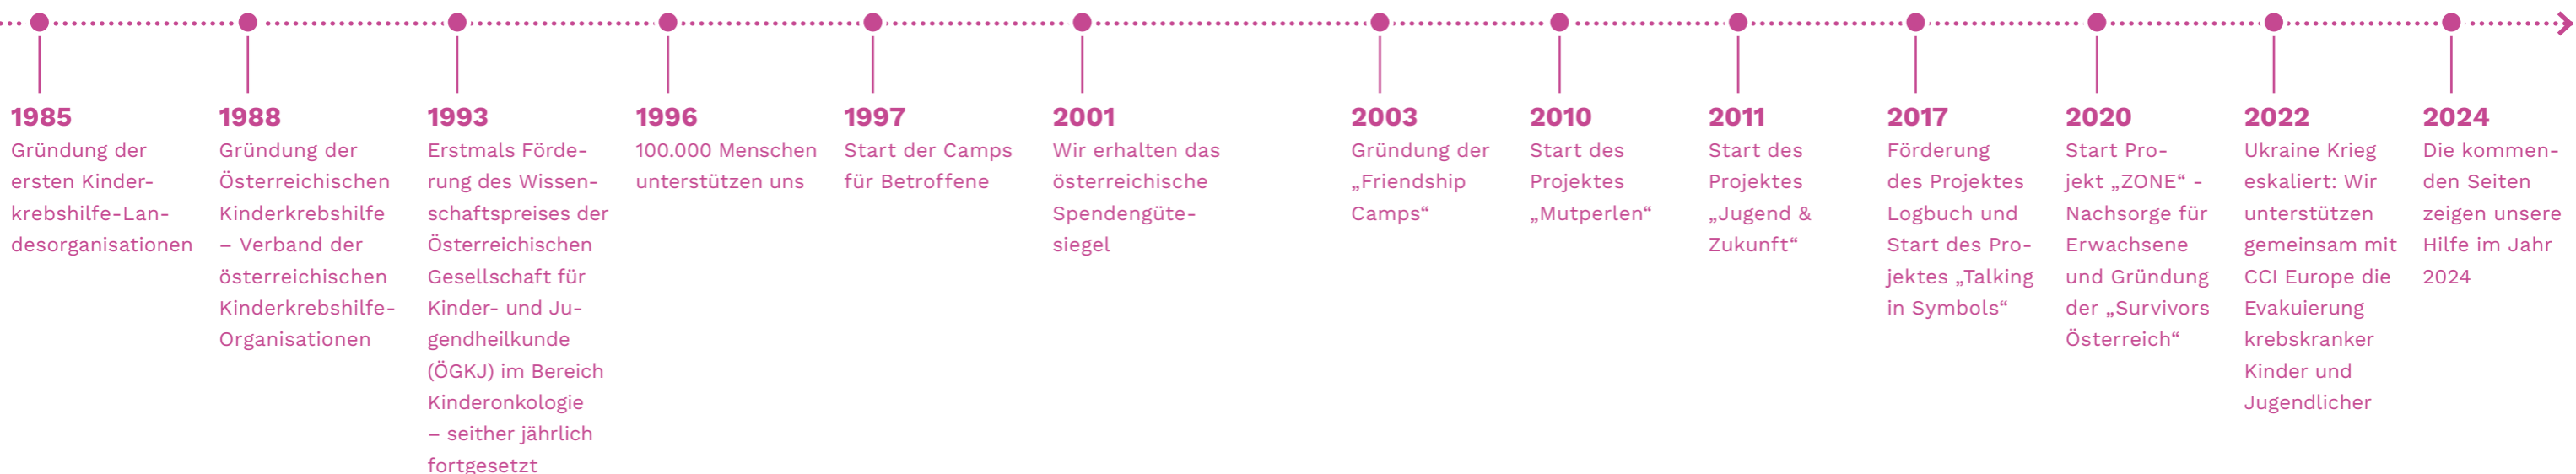 1985
Gründung der
ersten Kinder-
krebshilfe-Lan-
desorganisationen
1988
Gründung der
Österreichischen
Kinderkrebshilfe
– Verband der
österreichischen
Kinderkrebshilfe-
Organisationen
1993
Erstmals Förde-
rung des Wissen-
schaftspreises der
Österreichischen
Gesellschaft für
Kinder- und Ju-
gendheilkunde
(ÖGKJ) im Bereich
Kinderonkologie
– seither jährlich
fortgesetzt
1996
100.000 Menschen
unterstützen uns
1997
Start der Camps
für Betroffene
2001
Wir erhalten das
österreichische
Spendengüte-
siegel
2003
Gründung der
„Friendship
Camps“
2010
Start des
Projektes
„Mutperlen“
2011
Start des
Projektes
„Jugend &
Zukunft“
2017
Förderung
des Projektes
Logbuch und
Start des Pro-
jektes „Talking
in Symbols“
2020
Start Pro-
jekt „ZONE“ -
Nachsorge für
Erwachsene
und Gründung
der „Survivors
Österreich“
2022
Ukraine Krieg
eskaliert: Wir
unterstützen
gemeinsam mit
CCI Europe die
Evakuierung
krebskranker
Kinder und
Jugendlicher
2024
Die kommen-
den Seiten
zeigen unsere
Hilfe im Jahr
2024